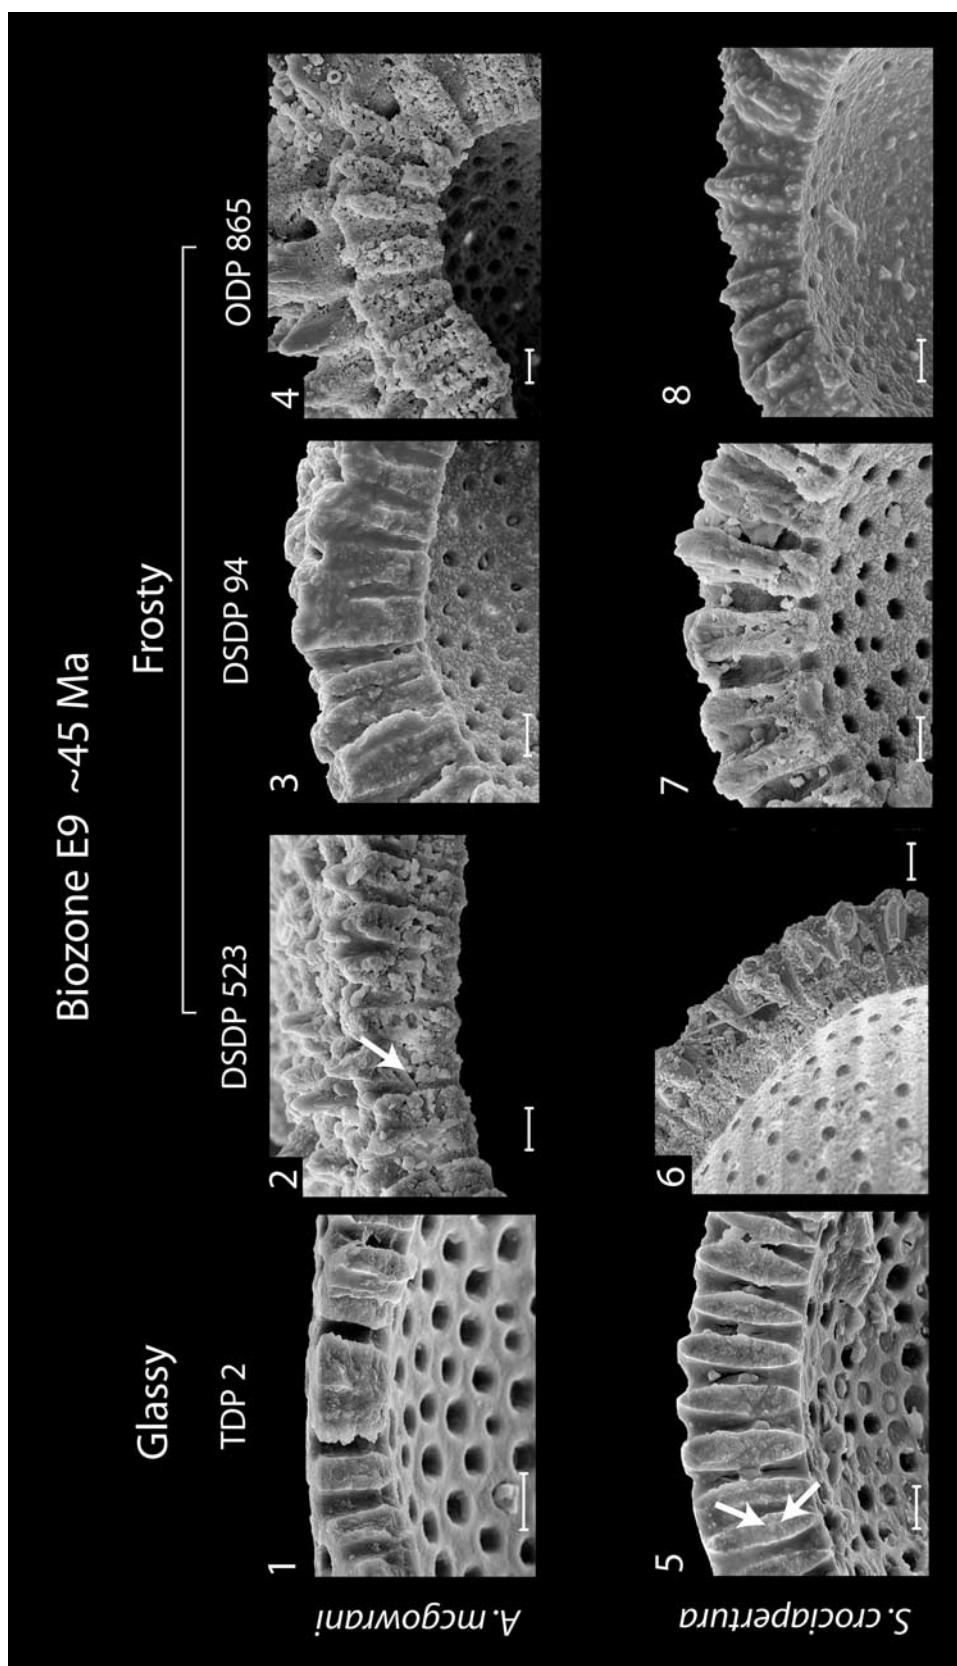 Biozone E9 ~45 Ma
Glassy
Frosty
TDP 2
DSDP 523
DSDP 94
ODP 865
A.mcgowrani
1
2
3
4
S.crociapertura
5
6
7
8